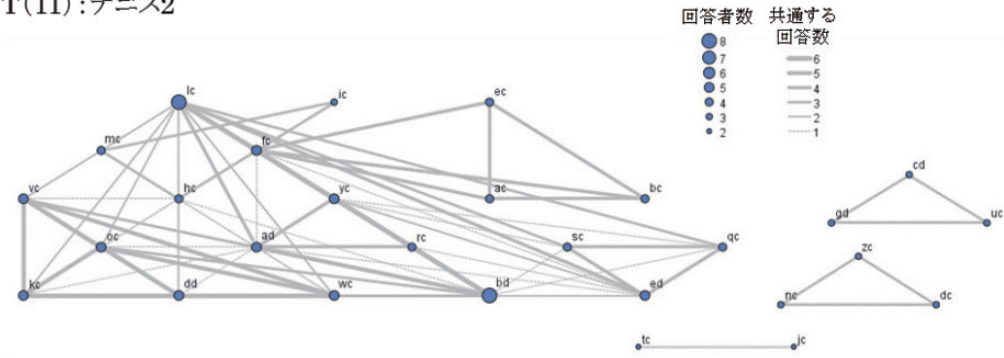 T(11):テニス2
回答者数
共通する
回答数
8
7
6
5
4
3
2
6
5
4
3
2
1
lc
ic
ec
mc
fc
cd
vc
hc
yc
ac
bc
gd
uc
oc
ad
rc
sc
qc
zc
kc
dd
wc
bd
ed
nc
dc
tc
jc